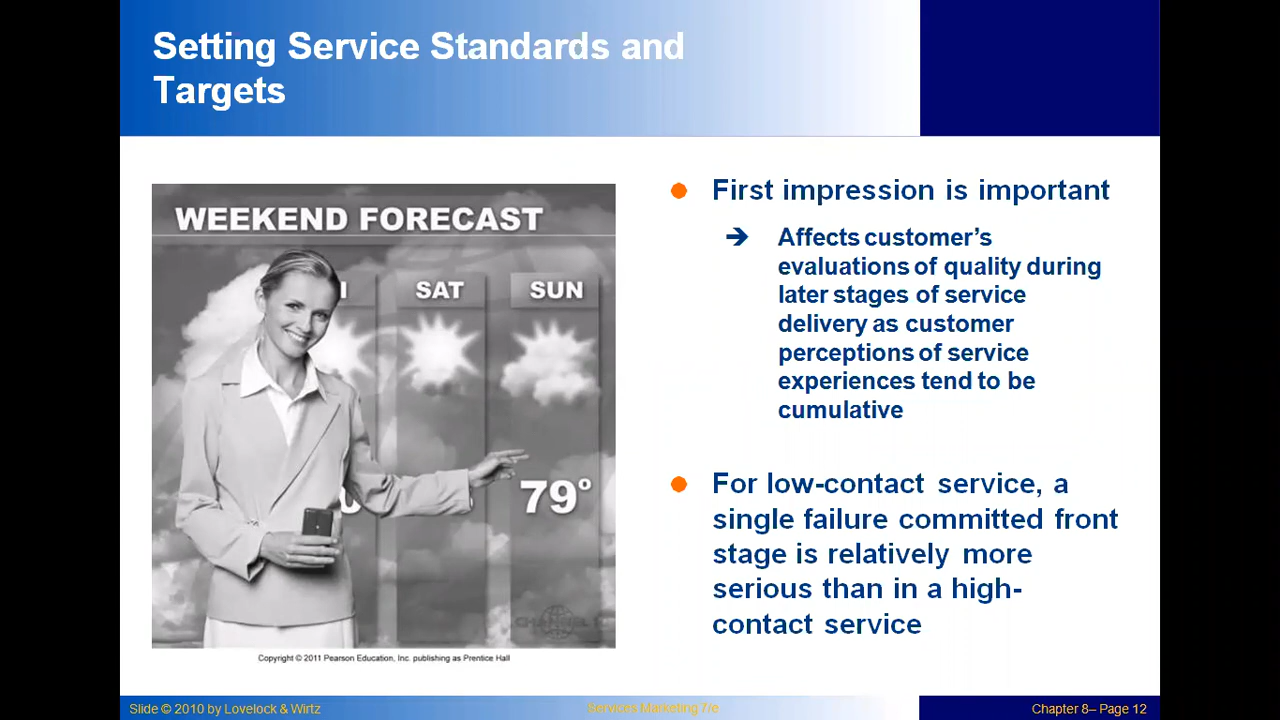 Setting Service Standards and
Targets
WEEKEND FORECAST
SAT
SUN
79°
Copyright © 2011 Pearson Education, Inc. publishing as Prentice Hall
First impression is important
Affects customer's
evaluations of quality during
later stages of service
delivery as customer
perceptions of service
experiences tend to be
cumulative
For low-contact service, a
single failure committed front
stage is relatively more
serious than in a high-
contact service
Slide © 2010 by Lovelock & Wirtz
Services Marketing 7/e
Chapter 8– Page 12